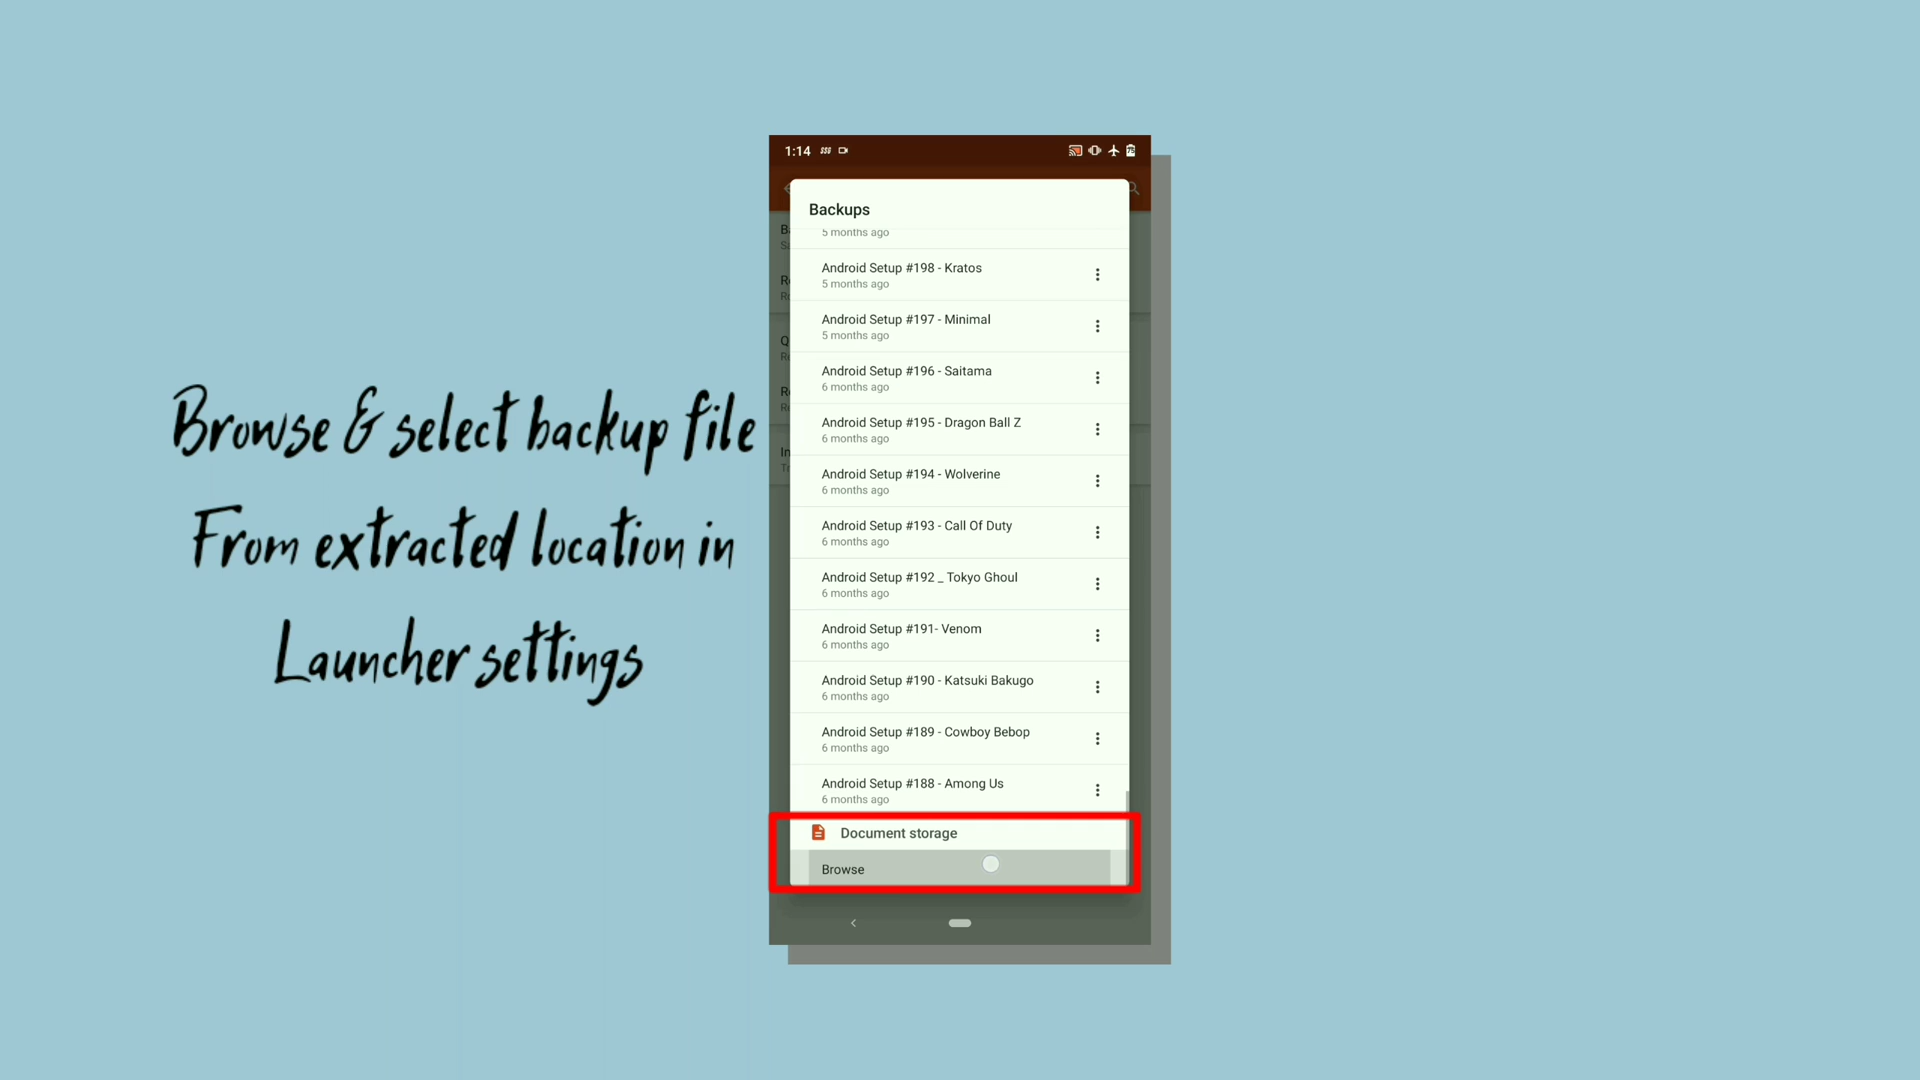 Browse & select backup file
From extracted location in
Launcher settings
1:14
Backups
5 months ago
Android Setup #198 - Kratos
5 months ago
Android Setup #197 - Minimal
5 months ago
Android Setup #196 - Saitama
6 months ago
Android Setup #195 - Dragon Ball Z
6 months ago
Android Setup #194 - Wolverine
6 months ago
Android Setup #193 - Call Of Duty
6 months ago
Android Setup #192 _ Tokyo Ghoul
6 months ago
Android Setup #191- Venom
6 months ago
Android Setup #190 - Katsuki Bakugo
6 months ago
Android Setup #189 - Cowboy Bebop
6 months ago
Android Setup #188 - Among Us
6 months ago
Document storage
Browse